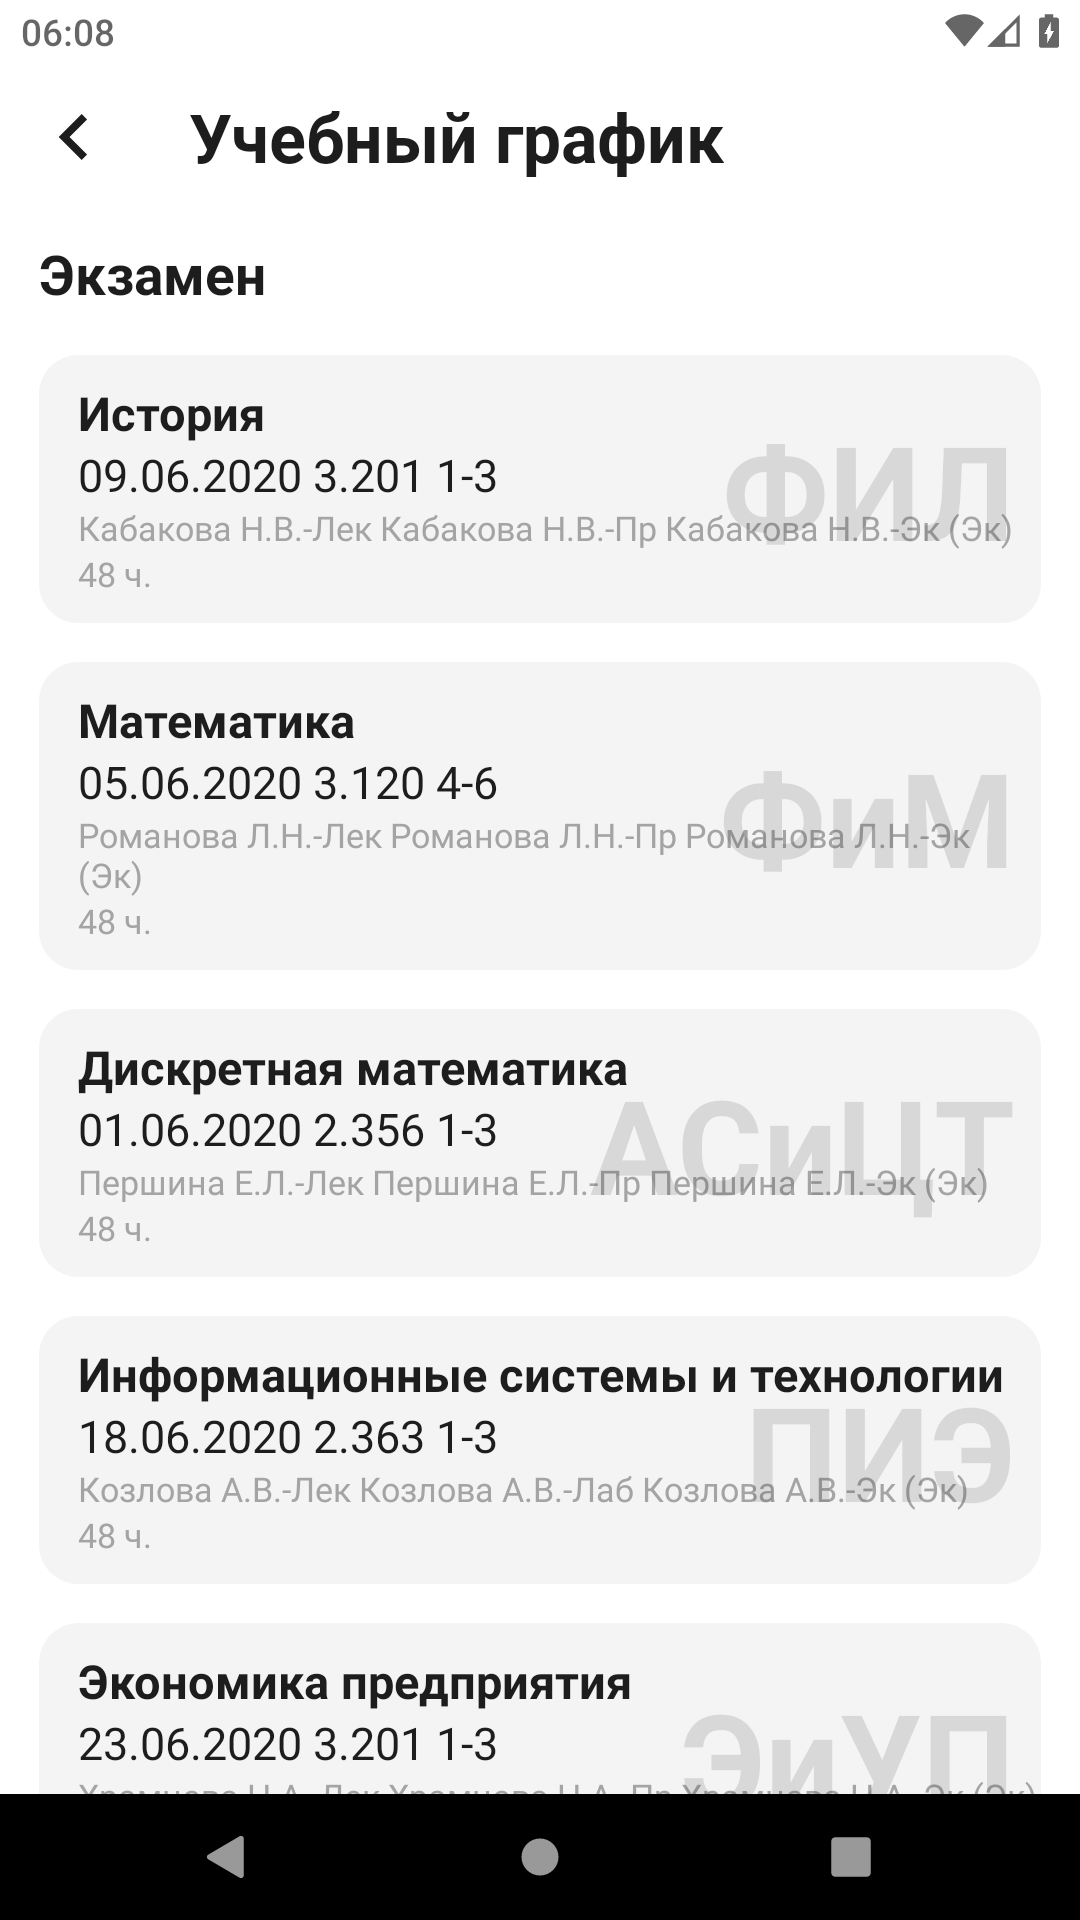 06:08
Учебный график
Экзамен
История
09.06.2020 3.201 1-3
ФИЛ
Кабакова Н.В.-Лек Кабакова Н.В.-Пр Кабакова Н.В.-Эк (Эк)
48 ч.
Математика
05.06.2020 3.120 4-6
ФиМ
Романова Л.Н.-Лек Романова Л.Н.-Пр Романова Л.Н.-Эк
(Эк)
48 ч.
Дискретная математика
01.06.2020 2.356 1-3
АСиЦТ
Першина Е.Л.-Лек Першина Е.Л.-Пр Першина Е.Л.-Эк (Эк)
48 ч.
Информационные системы и технологии
18.06.2020 2.363 1-3
ПИЭ
Козлова А.В.-Лек Козлова А.В.-Лаб Козлова А.В.-Эк (Эк)
48 ч.
Экономика предприятия
23.06.2020 3.201 1-3
ЭиУП